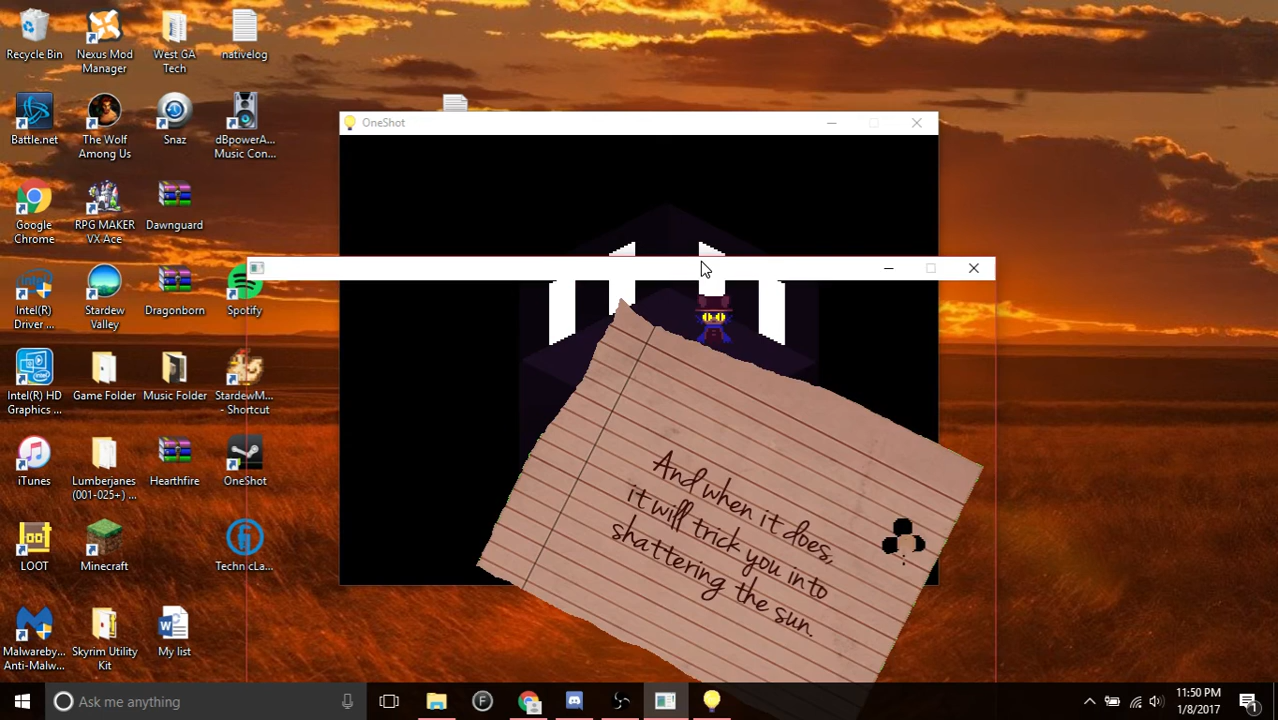 Recycle Bin
Nexus Mod
Manager
West GA
Tech
nativelog
Battle.net
The Wolf
Among Us
Snaz
dBpowerA...
Music Con...
Google
Chrome
RPG MAKER
VX Ace
Dawnguard
Intel(R)
Driver ...
Stardew
Valley
Dragonborn
Spotify
Intel(R) HD
Graphics ...
Game Folder
Music Folder
StardewM...
- Shortcut
iTunes
Lumberjanes
(001-025+) ...
Hearthfire
OneShot
LOOT
Minecraft
TechnicLa...
Malwareby...
Anti-Malw...
Skyrim Utility
Kit
My list
OneShot
And when it does,
it will trick you into
shattering the sun.
Ask me anything
11:50 PM
1/8/2017